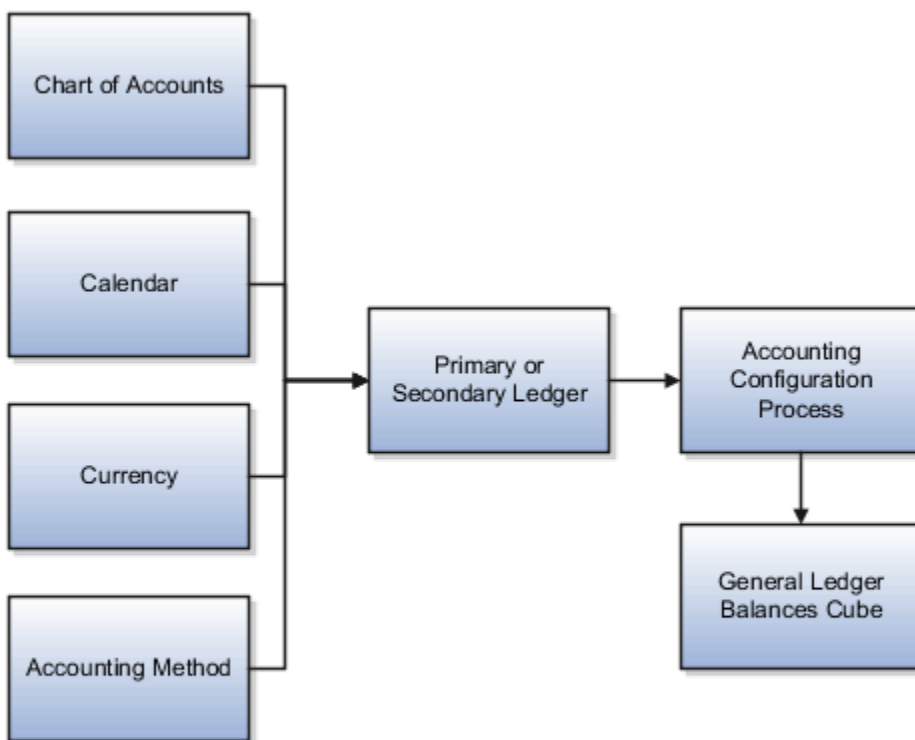 Chart of Accounts
Calendar
Currency
Accounting Method
Primary or
Secondary Ledger
Accounting
Configuration
Process
General Ledger
Balances Cube